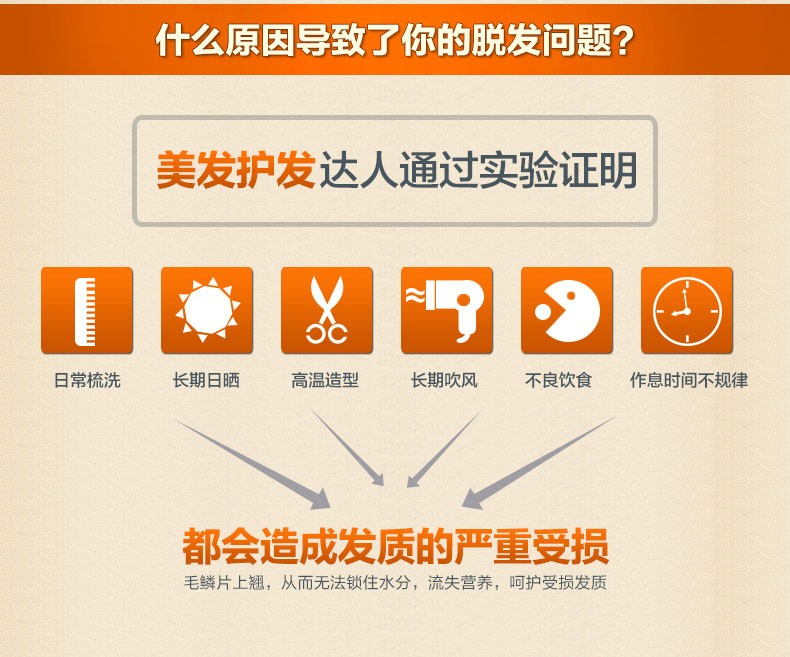 什么原因导致了你的脱发问题?
美发护发达人通过实验证明
日常梳洗 长期日晒 高温造型 长期吹风 不良饮食 作息时间不规律
都会造成发质的严重受损
毛鳞片上翘，从而无法锁住水分，流失营养，呵护受损发质